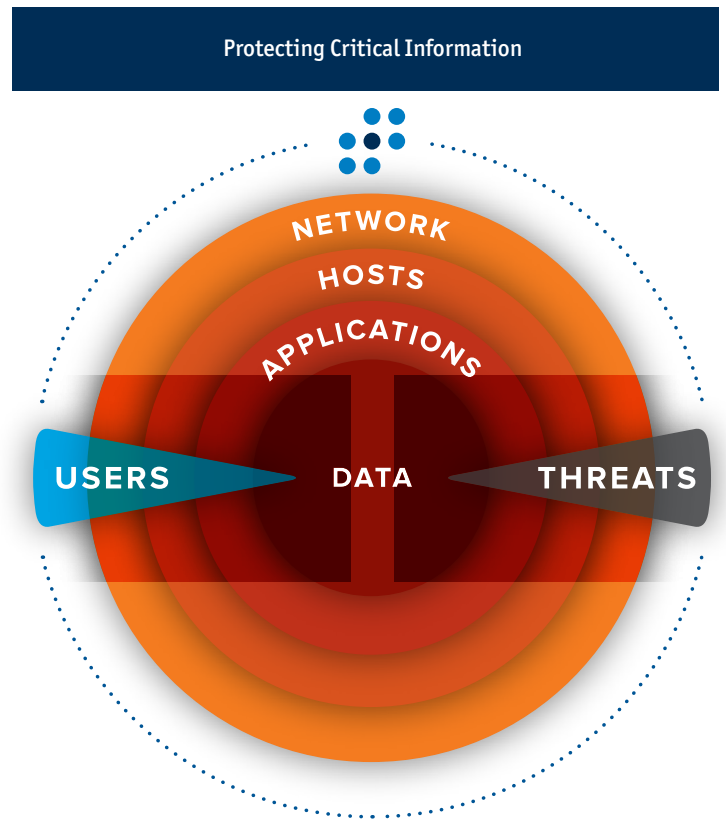 Protecting Critical Information
NETWORK
HOSTS
APPLICATIONS
USERS
DATA
THREATS